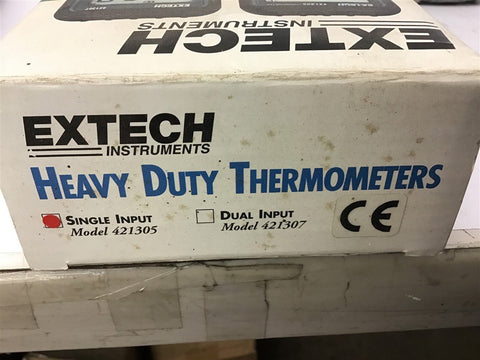 EXTECH
INSTRUMENTS
EXTECH
INSTRUMENTS
HEAVY DUTY THERMOMETERS
SINGLE INPUT
Model 421305
DUAL INPUT
Model 421307
CE